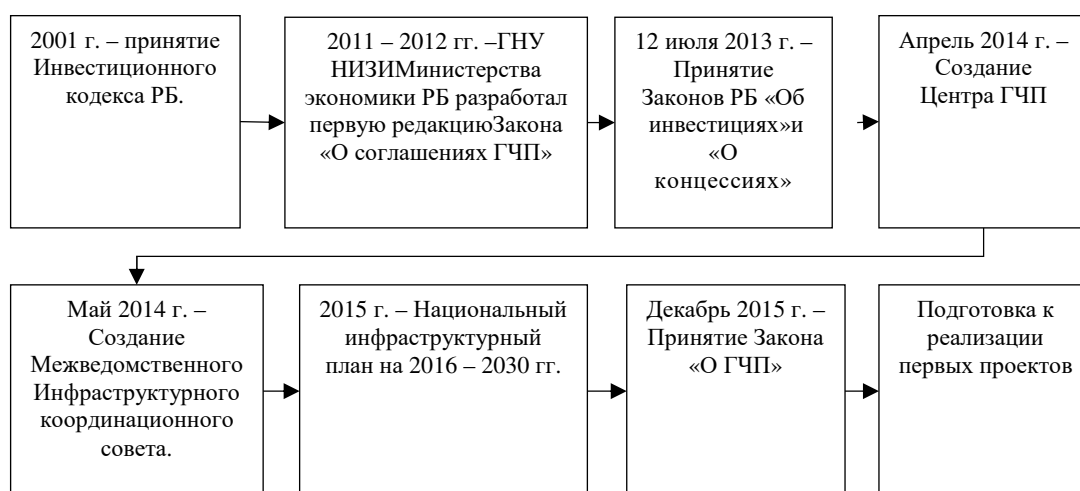 2001 г. – принятие
Инвестиционного
кодекса РБ.
2011 – 2012 гг. –ГНУ
НИЗИМинистерства
экономики РБ разработал
первую редакциюЗакона
«О соглашениях ГЧП»
12 июля 2013 г. –
Принятие
Законов РБ «Об
инвестициях»и
«О
концессиях»
Апрель 2014 г. –
Создание
Центра ГЧП
Май 2014 г. –
Создание
Межведомственного
Инфраструктурного
координационного
совета.
2015 г. – Национальный
инфраструктурный
план на 2016 – 2030 гг.
Декабрь 2015 г. –
Принятие Закона
«О ГЧП»
Подготовка к
реализации
первых проектов